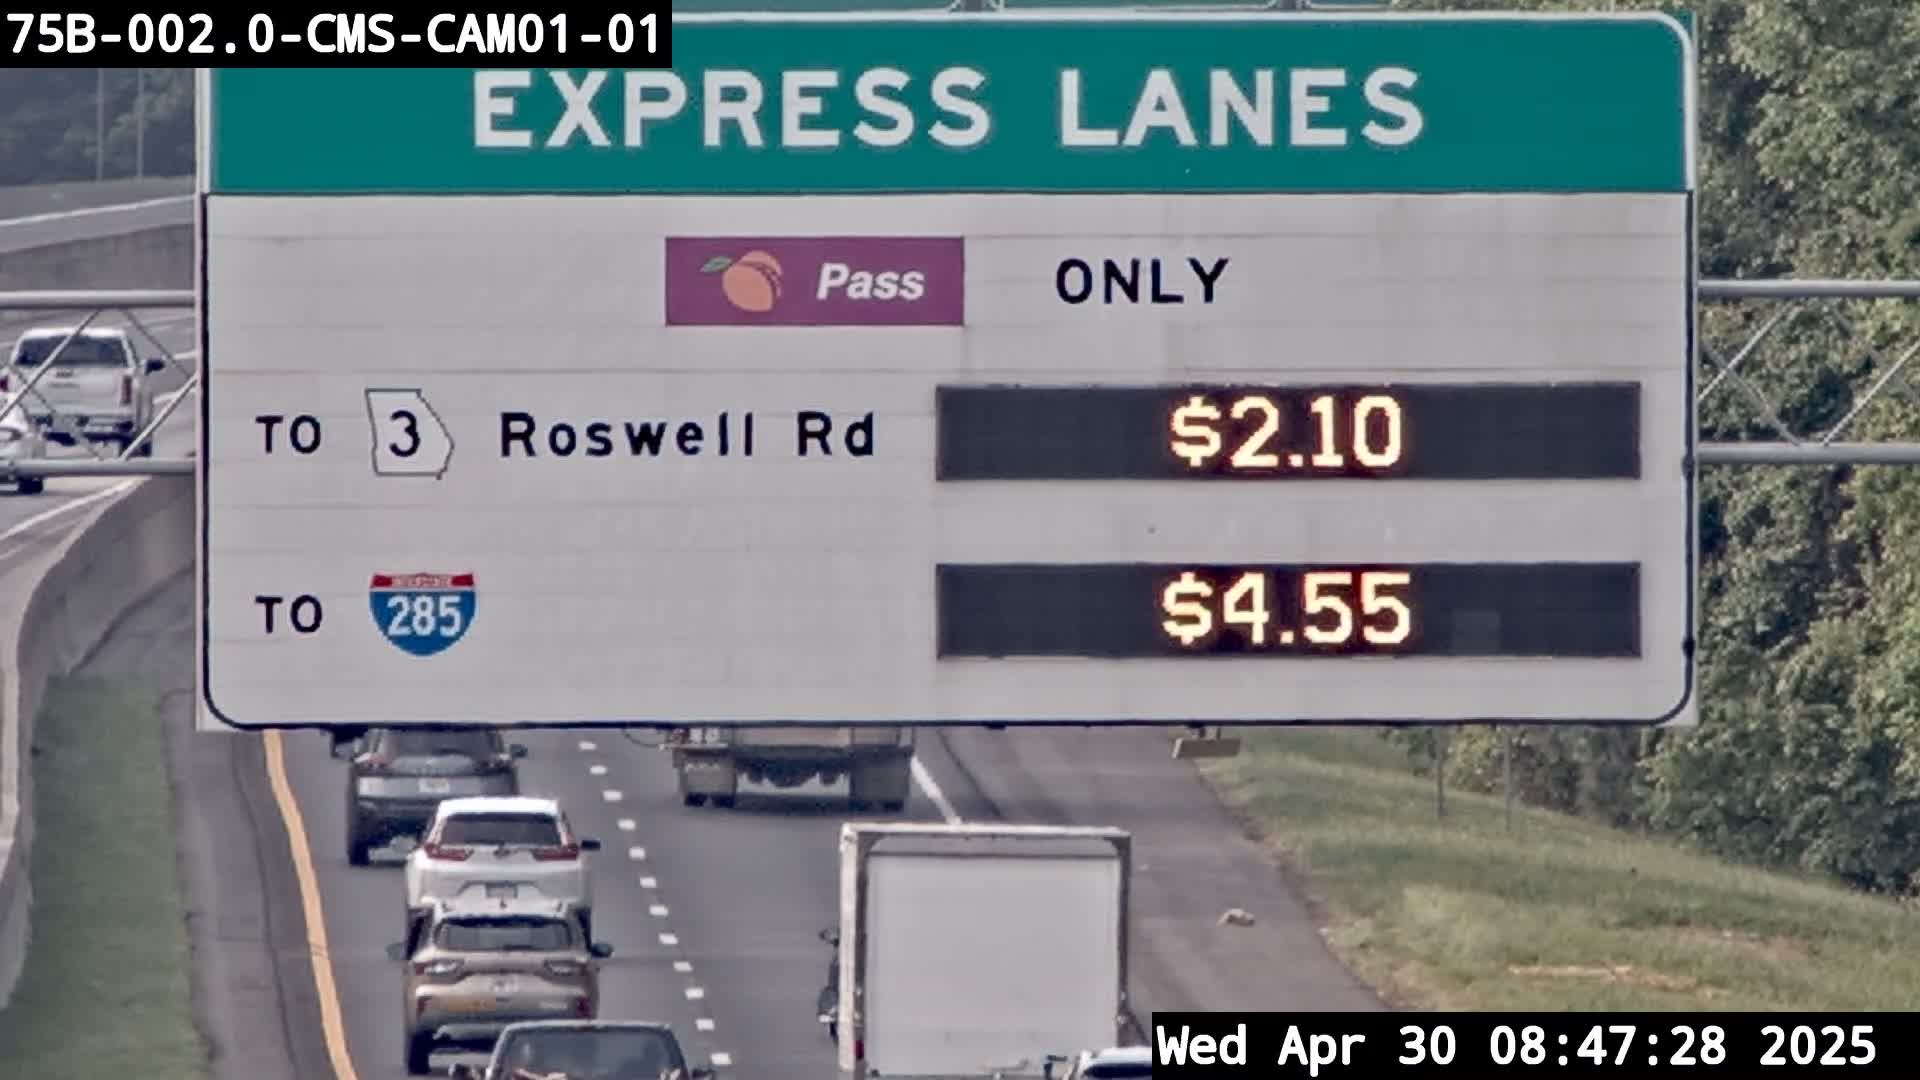 75B-002.0-CMS-CAM01-01
EXPRESS LANES
Pass ONLY
TO 3 Roswell Rd $2.10
TO INTERSTATE 285 $4.55
Wed Apr 30 08:47:28 2025